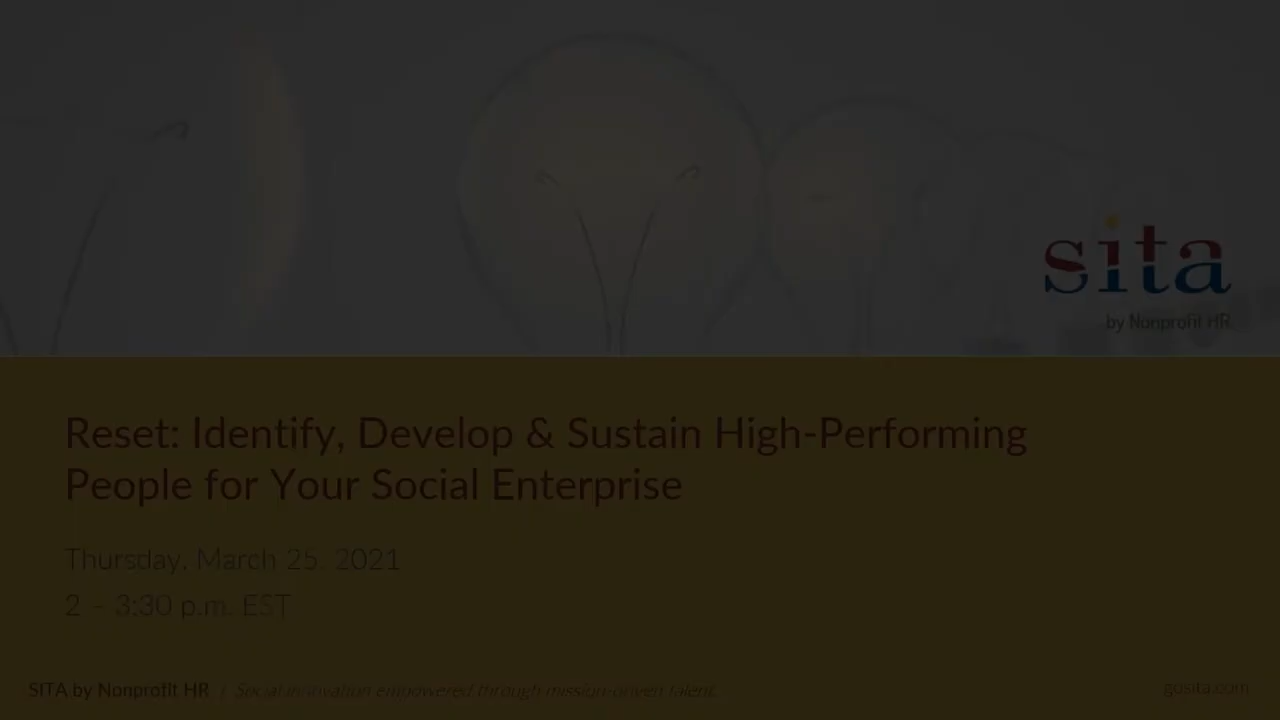 sita
by Nonprofit HR
Reset: Identify, Develop & Sustain High-Performing
People for Your Social Enterprise
Thursday, March 25, 2021
2 - 3:30 p.m. EST
SITA by Nonprofit HR | Social innovation empowered through mission-driven talent.
gosita.com